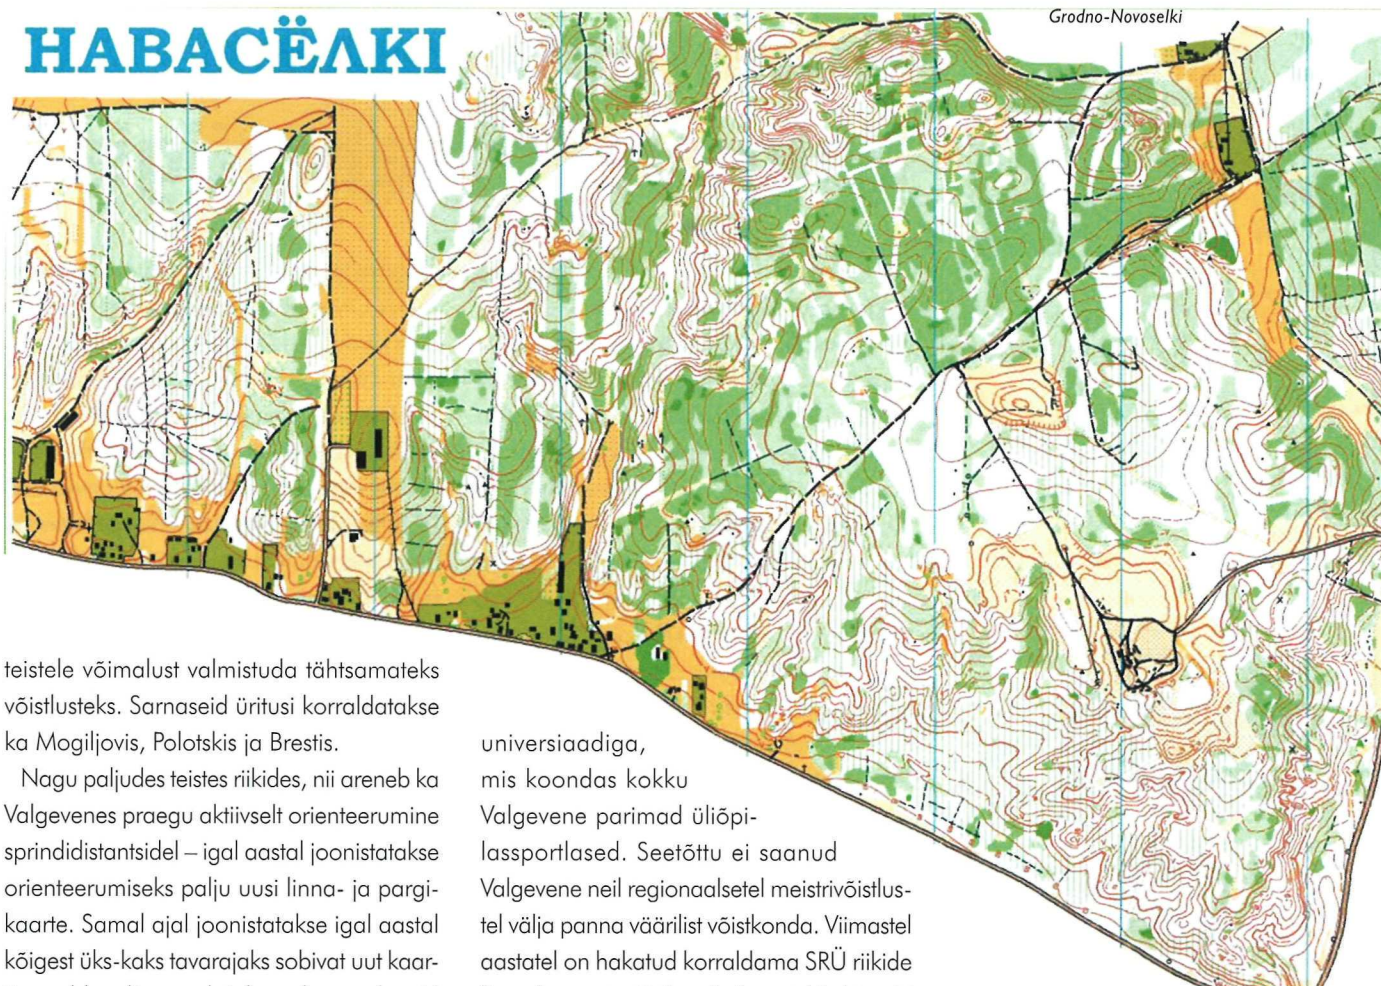 НАВАСЁЛКІ
Grodno-Novoselki
teistele võimalust valmistuda tähtsamateks
võistlusteks. Sarnaseid üritusi korraldatakse
ka Mogiljovis, Polotskis ja Brestis.
Nagu paljudes teistes riikides, nii areneb ka
Valgevenes praegu aktiivselt orienteerumine
sprindidistantsidel – igal aastal joonistatakse
orienteerumiseks palju uusi linna- ja pargi-
kaarte. Samal ajal joonistatakse igal aastal
kõigest üks-kaks tavarajaks sobivat uut kaar-
universiaadiga,
mis koondas kokku
Valgevene parimad üliõpi-
lassportlased. Seetõttu ei saanud
Valgevene neil regionaalsetel meistrivõistlus-
tel välja panna väärilist võistkonda. Viimastel
aastatel on hakatud korraldama SRÜ riikide